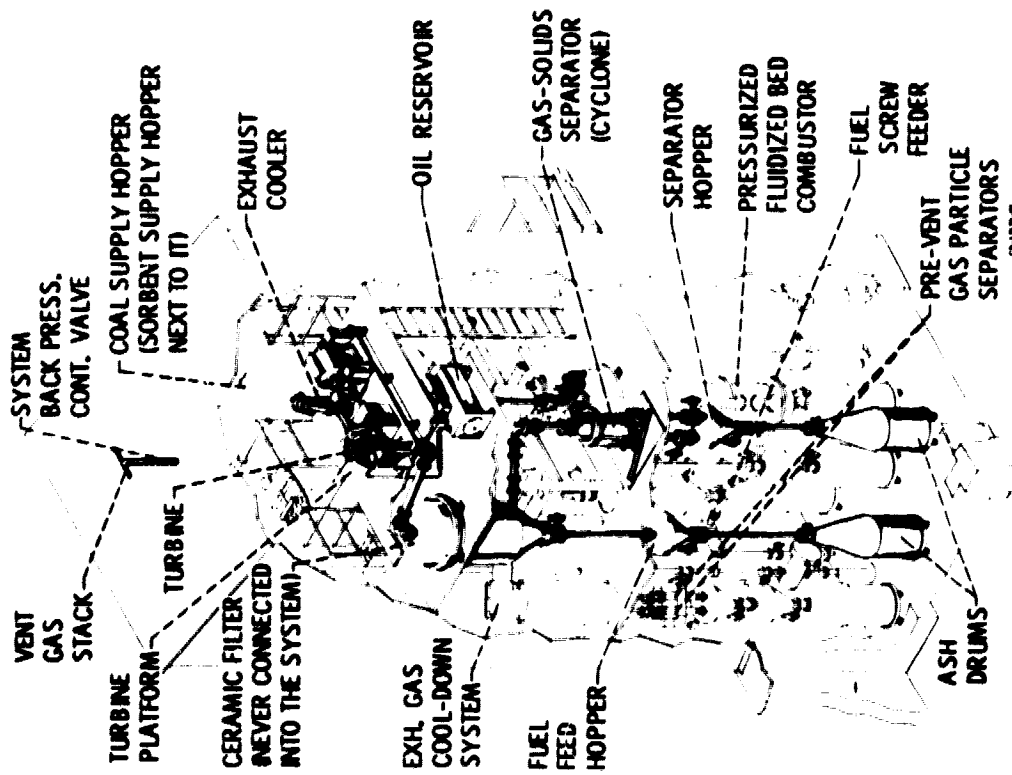 SYSTEM
BACK PRESS.
CONT. VALVE
VENT
GAS
STACK
COAL SUPPLY HOPPER
(SORBENT SUPPLY HOPPER
NEXT TO IT)
TURBINE
TURBINE
PLATFORM
EXHAUST
COOLER
CERAMIC FILTER
(NEVER CONNECTED
INTO THE SYSTEM)
OIL RESERVOIR
EXH. GAS
COOL-DOWN
SYSTEM
GAS-SOLIDS
SEPARATOR
(CYCLONE)
FUEL
FEED
HOPPER
SEPARATOR
HOPPER
PRESSURIZED
FLUIDIZED BED
COMBUSTOR
FUEL
SCREW
FEEDER
PRE-VENT
GAS PARTICLE
SEPARATORS
ASH
DRUMS